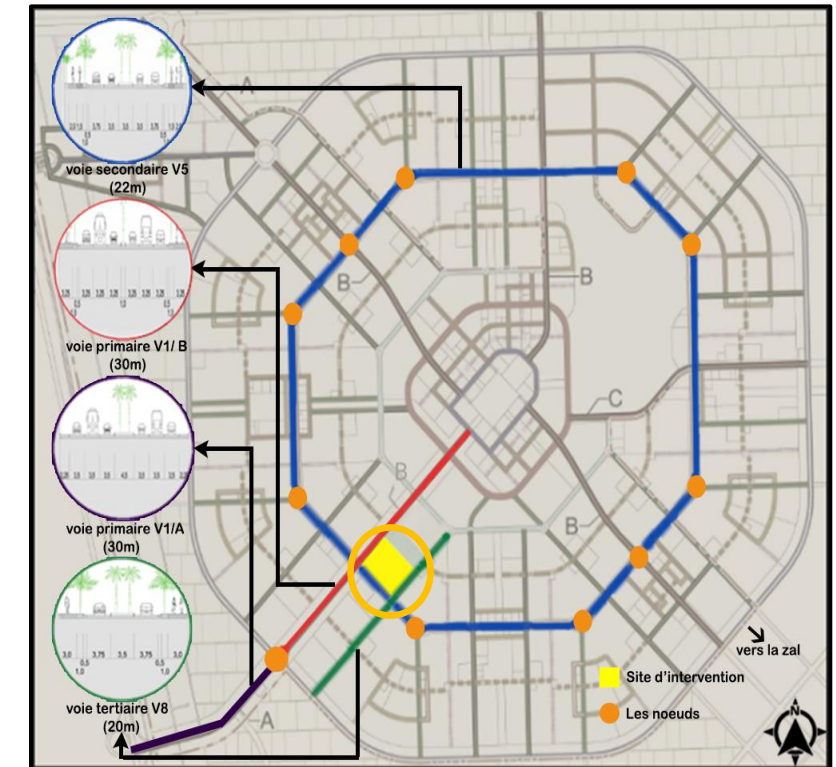 voie secondaire V5
(22m)
voie primaire V1/ B
(30m)
voie primaire V1/A
(30m)
voie tertiaire V8
(20m)
3,0 3,5 3,75 3,5 3,0
0,5 0,5
1,0 1,0
A
B
B
C
B
B
A
vers la zal
Site d'intervention
Les noeuds
N